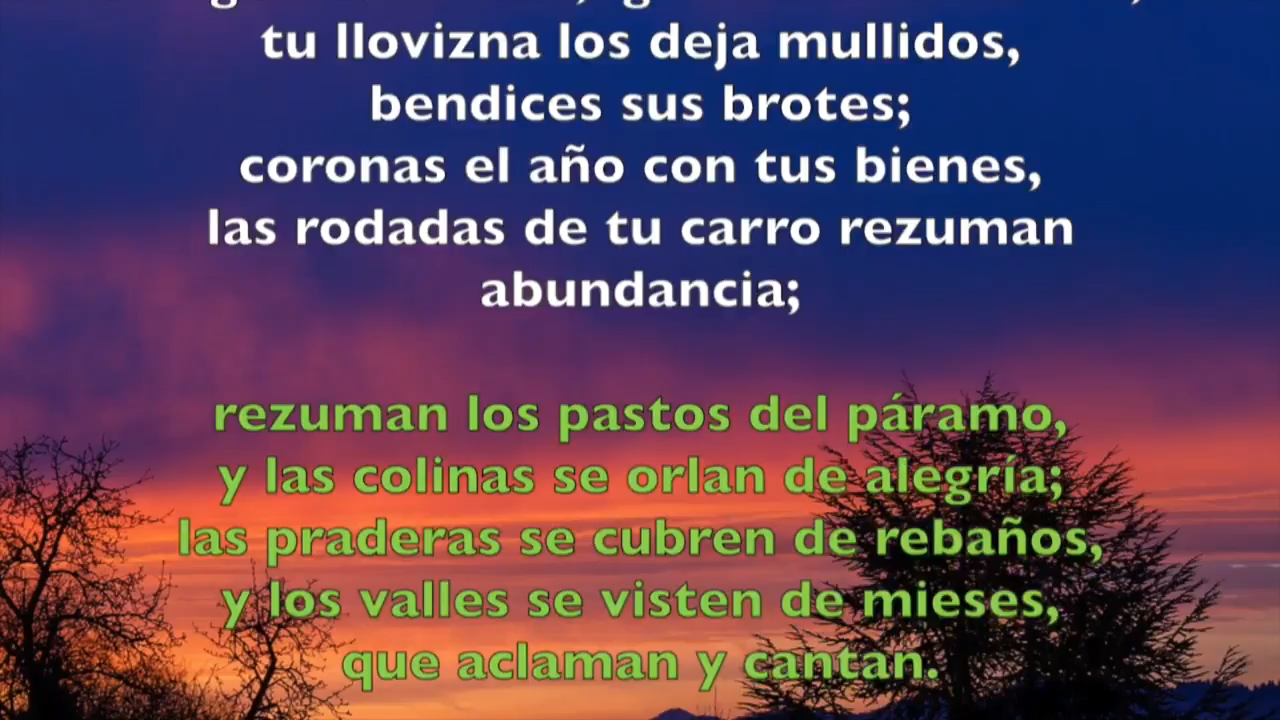 tu llovizna los deja mullidos,
bendices sus brotes;
coronas el año con tus bienes,
las rodadas de tu carro rezuman
abundancia;
rezuman los pastos del páramo,
y las colinas se orlan de alegría;
las praderas se cubren de rebaños,
y los valles se visten de mieses,
que aclaman y cantan.